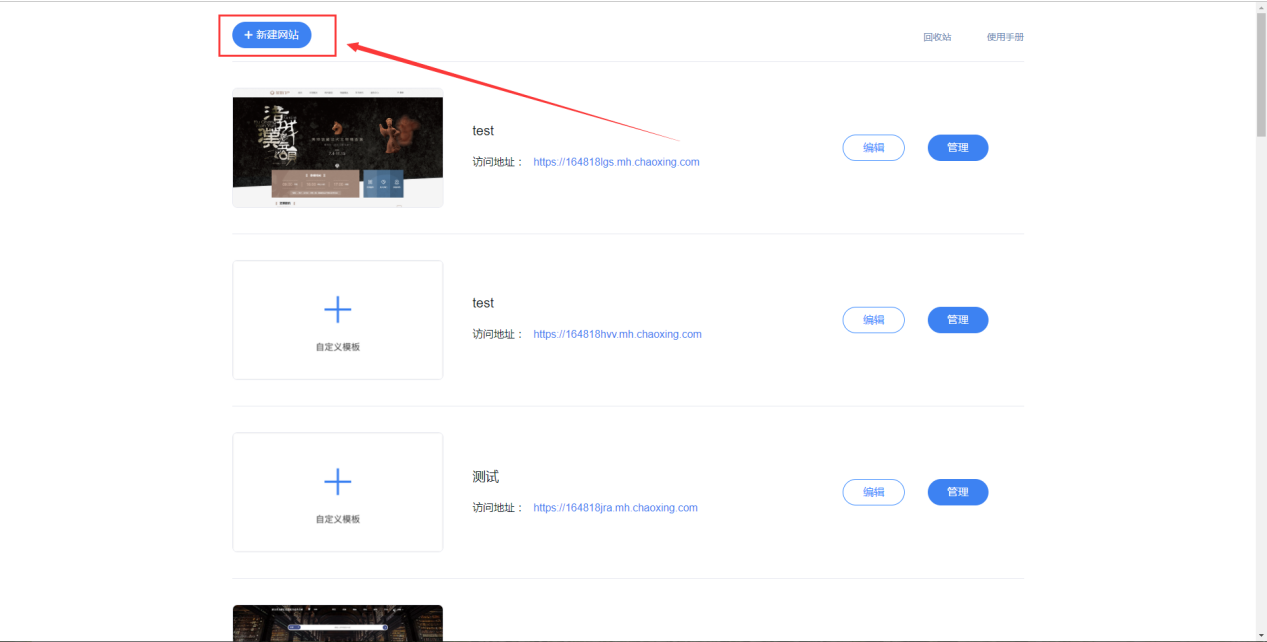 + 新建网站
回收站
使用手册
test
访问地址： https://164818lgs.mh.chaoxing.com
编辑
管理
自定义模板
test
访问地址： https://164818hvv.mh.chaoxing.com
编辑
管理
自定义模板
测试
访问地址： https://164818jra.mh.chaoxing.com
编辑
管理